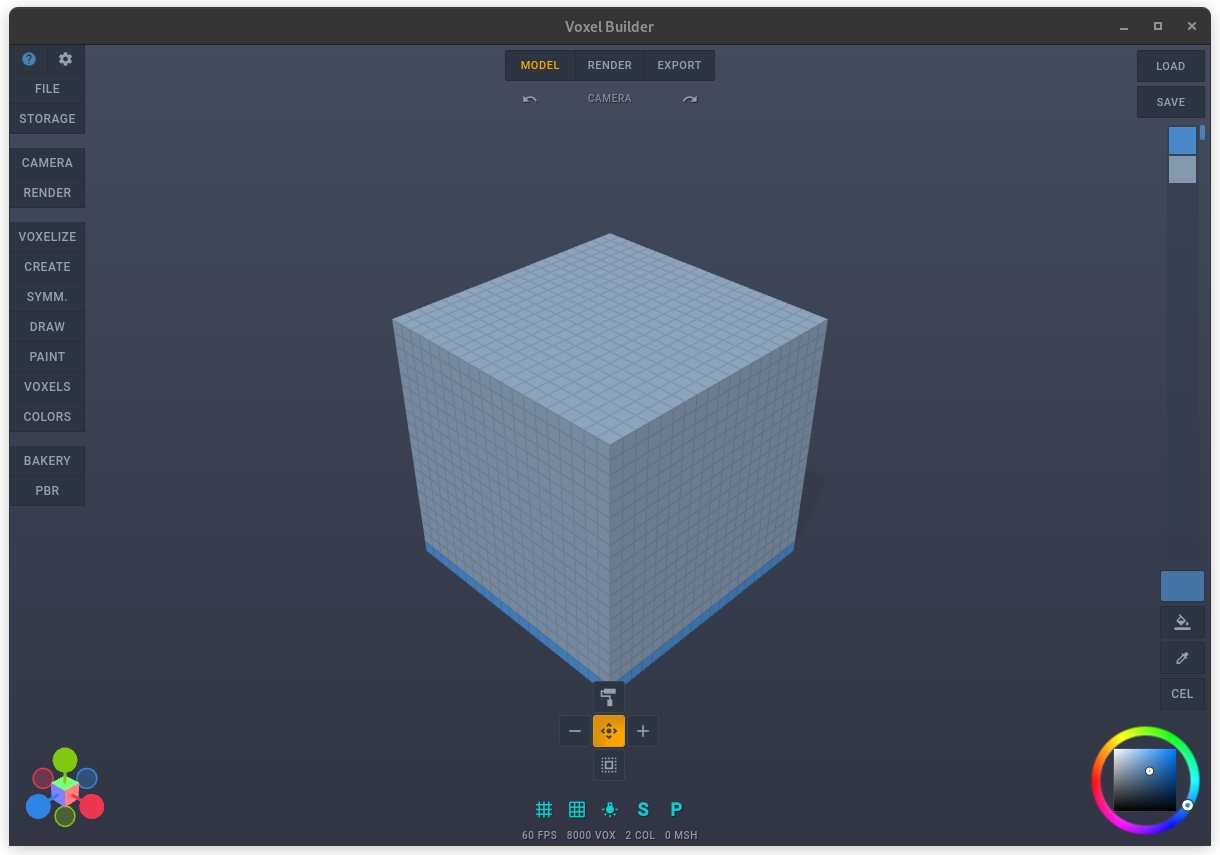 Voxel Builder
MODEL RENDER EXPORT
CAMERA
LOAD
SAVE
FILE
STORAGE
CAMERA
RENDER
VOXELIZE
CREATE
SYMM.
DRAW
PAINT
VOXELS
COLORS
BAKERY
PBR
CEL
S P
60 FPS 8000 VOX 2 COL 0 MSH